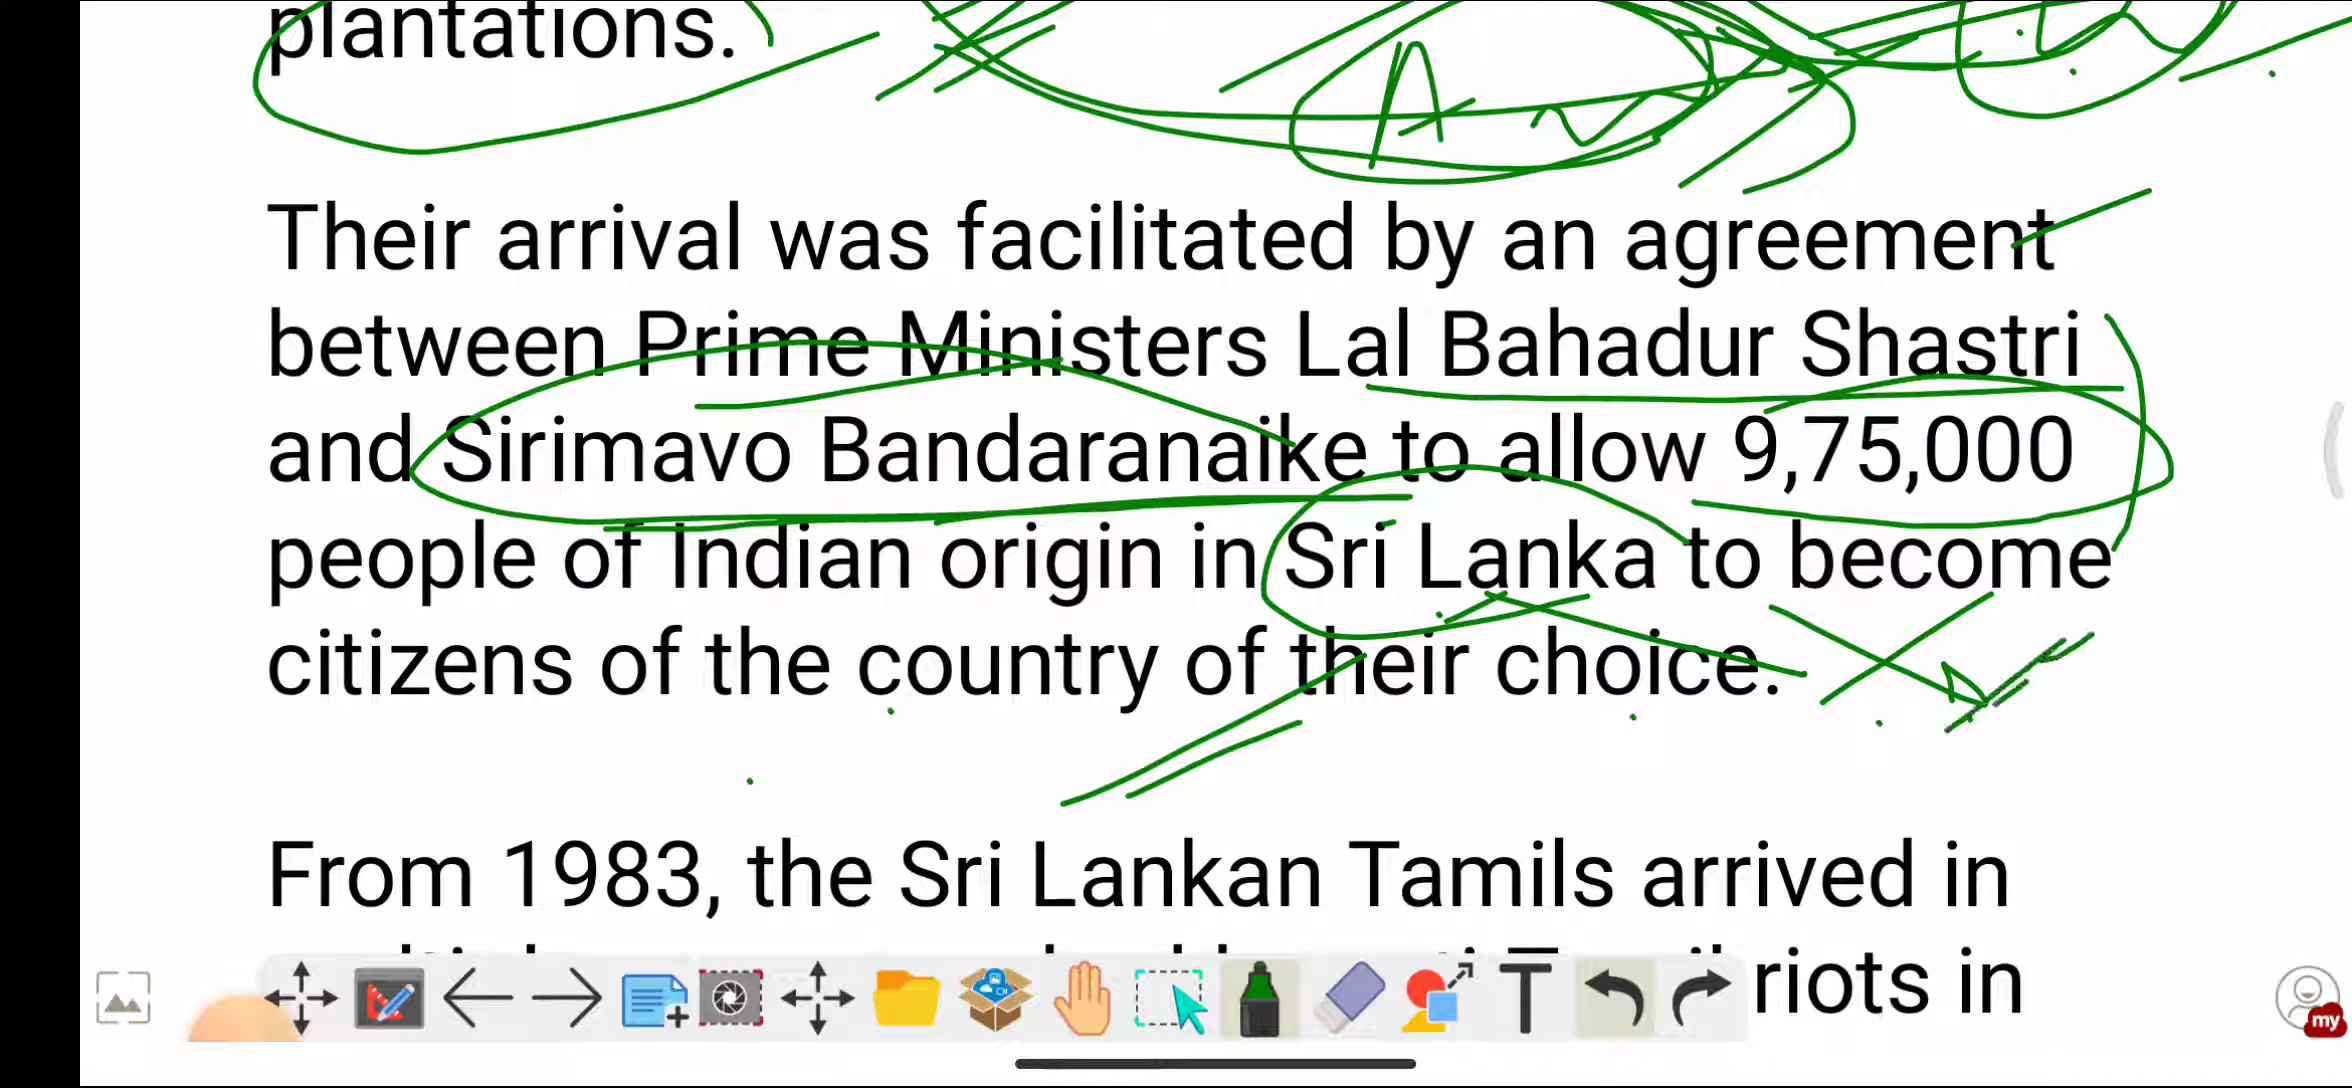 plantations.
A
Their arrival was facilitated by an agreement
between Prime Ministers Lal Bahadur Shastri
and Sirimavo Bandaranaike to allow 9,75,000
people of Indian origin in Sri Lanka to become
citizens of the country of their choice.
From 1983, the Sri Lankan Tamils arrived in
riots in
T
my